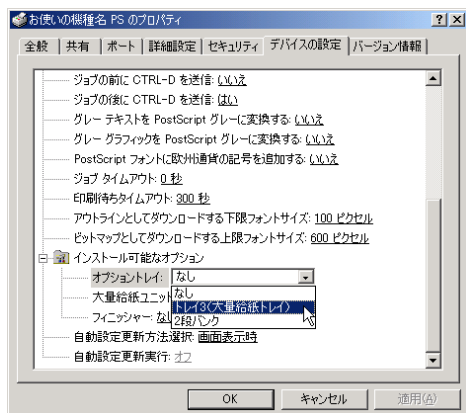 お使いの機種名 PS のプロパティ
全般 共有 ポート 詳細設定 セキュリティ デバイスの設定 バージョン情報
ジョブの前に CTRL-D を送信: いいえ
ジョブの後に CTRL-D を送信: はい
グレー テキストを PostScript グレーに変換する: いいえ
グレー グラフィックを PostScript グレーに変換する: いいえ
PostScript フォントに欧州通貨の記号を追加する: いいえ
ジョブ タイムアウト: 0 秒
印刷待ちタイムアウト: 300 秒
アウトラインとしてダウンロードする下限フォントサイズ: 100 ピクセル
ビットマップとしてダウンロードする上限フォントサイズ: 600 ピクセル
インストール可能なオプション
オプショントレイ: なし
大量給紙ユニッ
なし
トレイ3(大量給紙トレイ)
フィニッシャー: な
2段バンク
自動設定更新方法選択: 画面表示時
自動設定更新実行: オフ
OK キャンセル 適用(A)